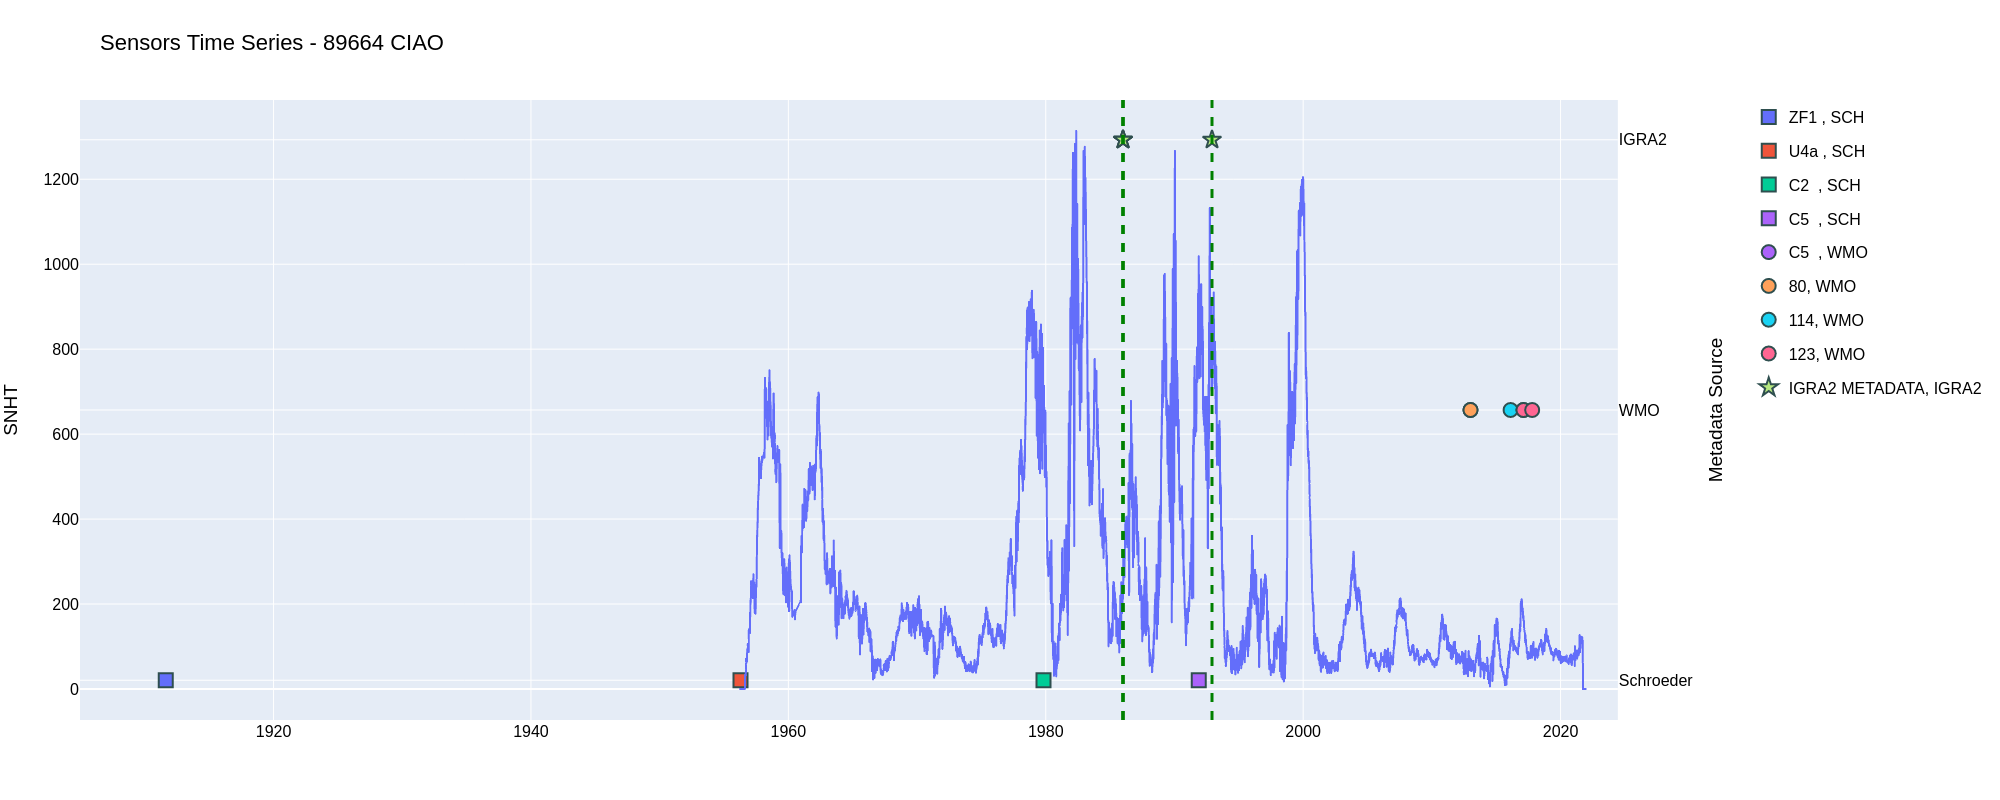 Sensors Time Series - 89664 CIAO
SNHT
1200
1000
800
600
400
200
0
1920
1940
1960
1980
2000
2020
IGRA2
WMO
Schroeder
Metadata Source
ZF1 , SCH
U4a , SCH
C2 , SCH
C5 , SCH
C5 , WMO
80, WMO
114, WMO
123, WMO
IGRA2 METADATA, IGRA2